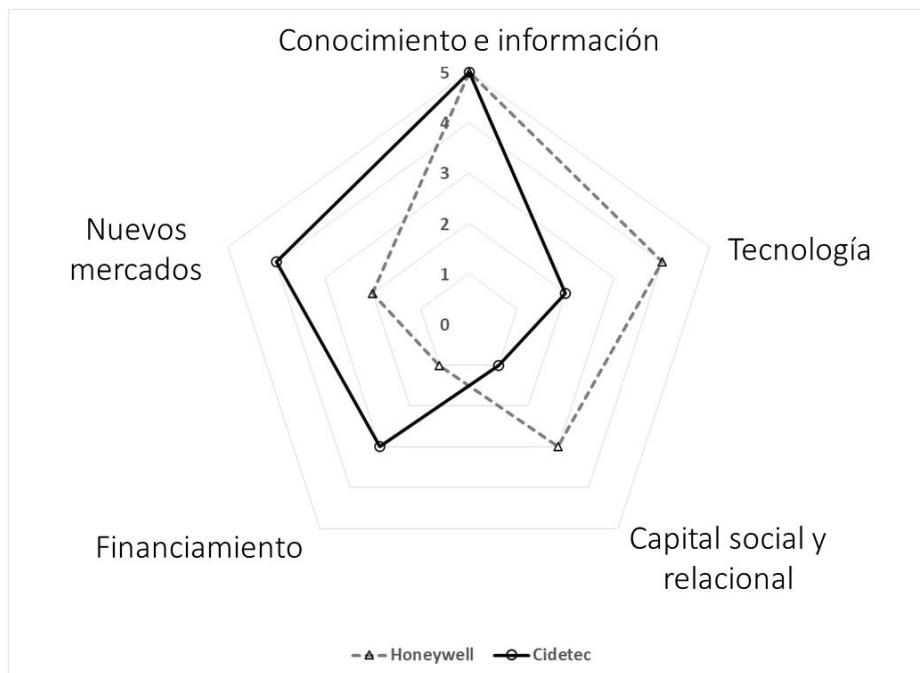 Conocimiento e información
5
4
3
2
1
0
Nuevos
mercados
Tecnología
Financiamiento
Capital social y
relacional
Honeywell
Cidetec